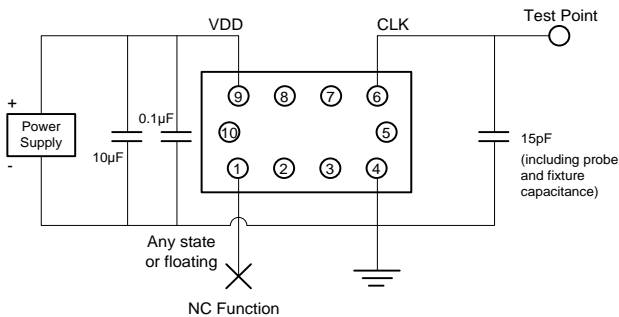 Test Point
VDD
CLK
9
8
7
6
+
Power
Supply
-
10µF
0.1µF
10
5
15pF
(including probe
and fixture
capacitance)
1
2
3
4
Any state
or floating
NC Function